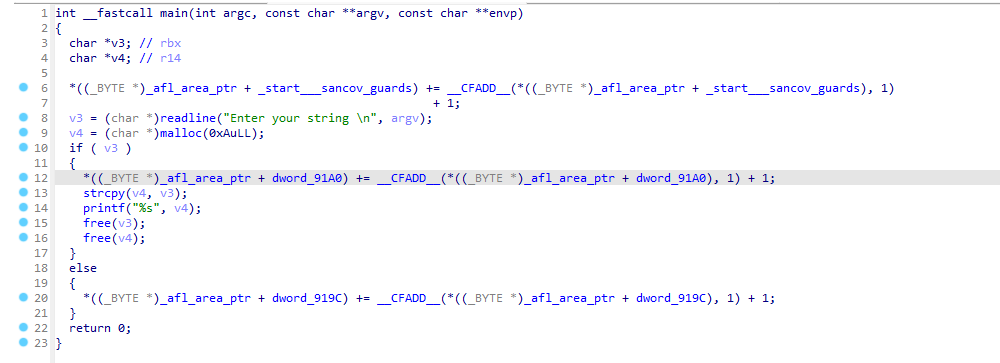 1 int __fastcall main(int argc, const char **argv, const char **envp)
2 {
3   char *v3; // rbx
4   char *v4; // r14
5
6   *((_BYTE *)_afl_area_ptr + _start___sancov_guards) += __CFADD__(*((_BYTE *)_afl_area_ptr + _start___sancov_guards), 1)
7                                                       + 1;
8   v3 = (char *)readline("Enter your string \n", argv);
9   v4 = (char *)malloc(0xAuLL);
10   if ( v3 )
11   {
12     *((_BYTE *)_afl_area_ptr + dword_91A0) += __CFADD__(*((_BYTE *)_afl_area_ptr + dword_91A0), 1) + 1;
13     strcpy(v4, v3);
14     printf("%s", v4);
15     free(v3);
16     free(v4);
17   }
18   else
19   {
20     *((_BYTE *)_afl_area_ptr + dword_919C) += __CFADD__(*((_BYTE *)_afl_area_ptr + dword_919C), 1) + 1;
21   }
22   return 0;
23 }